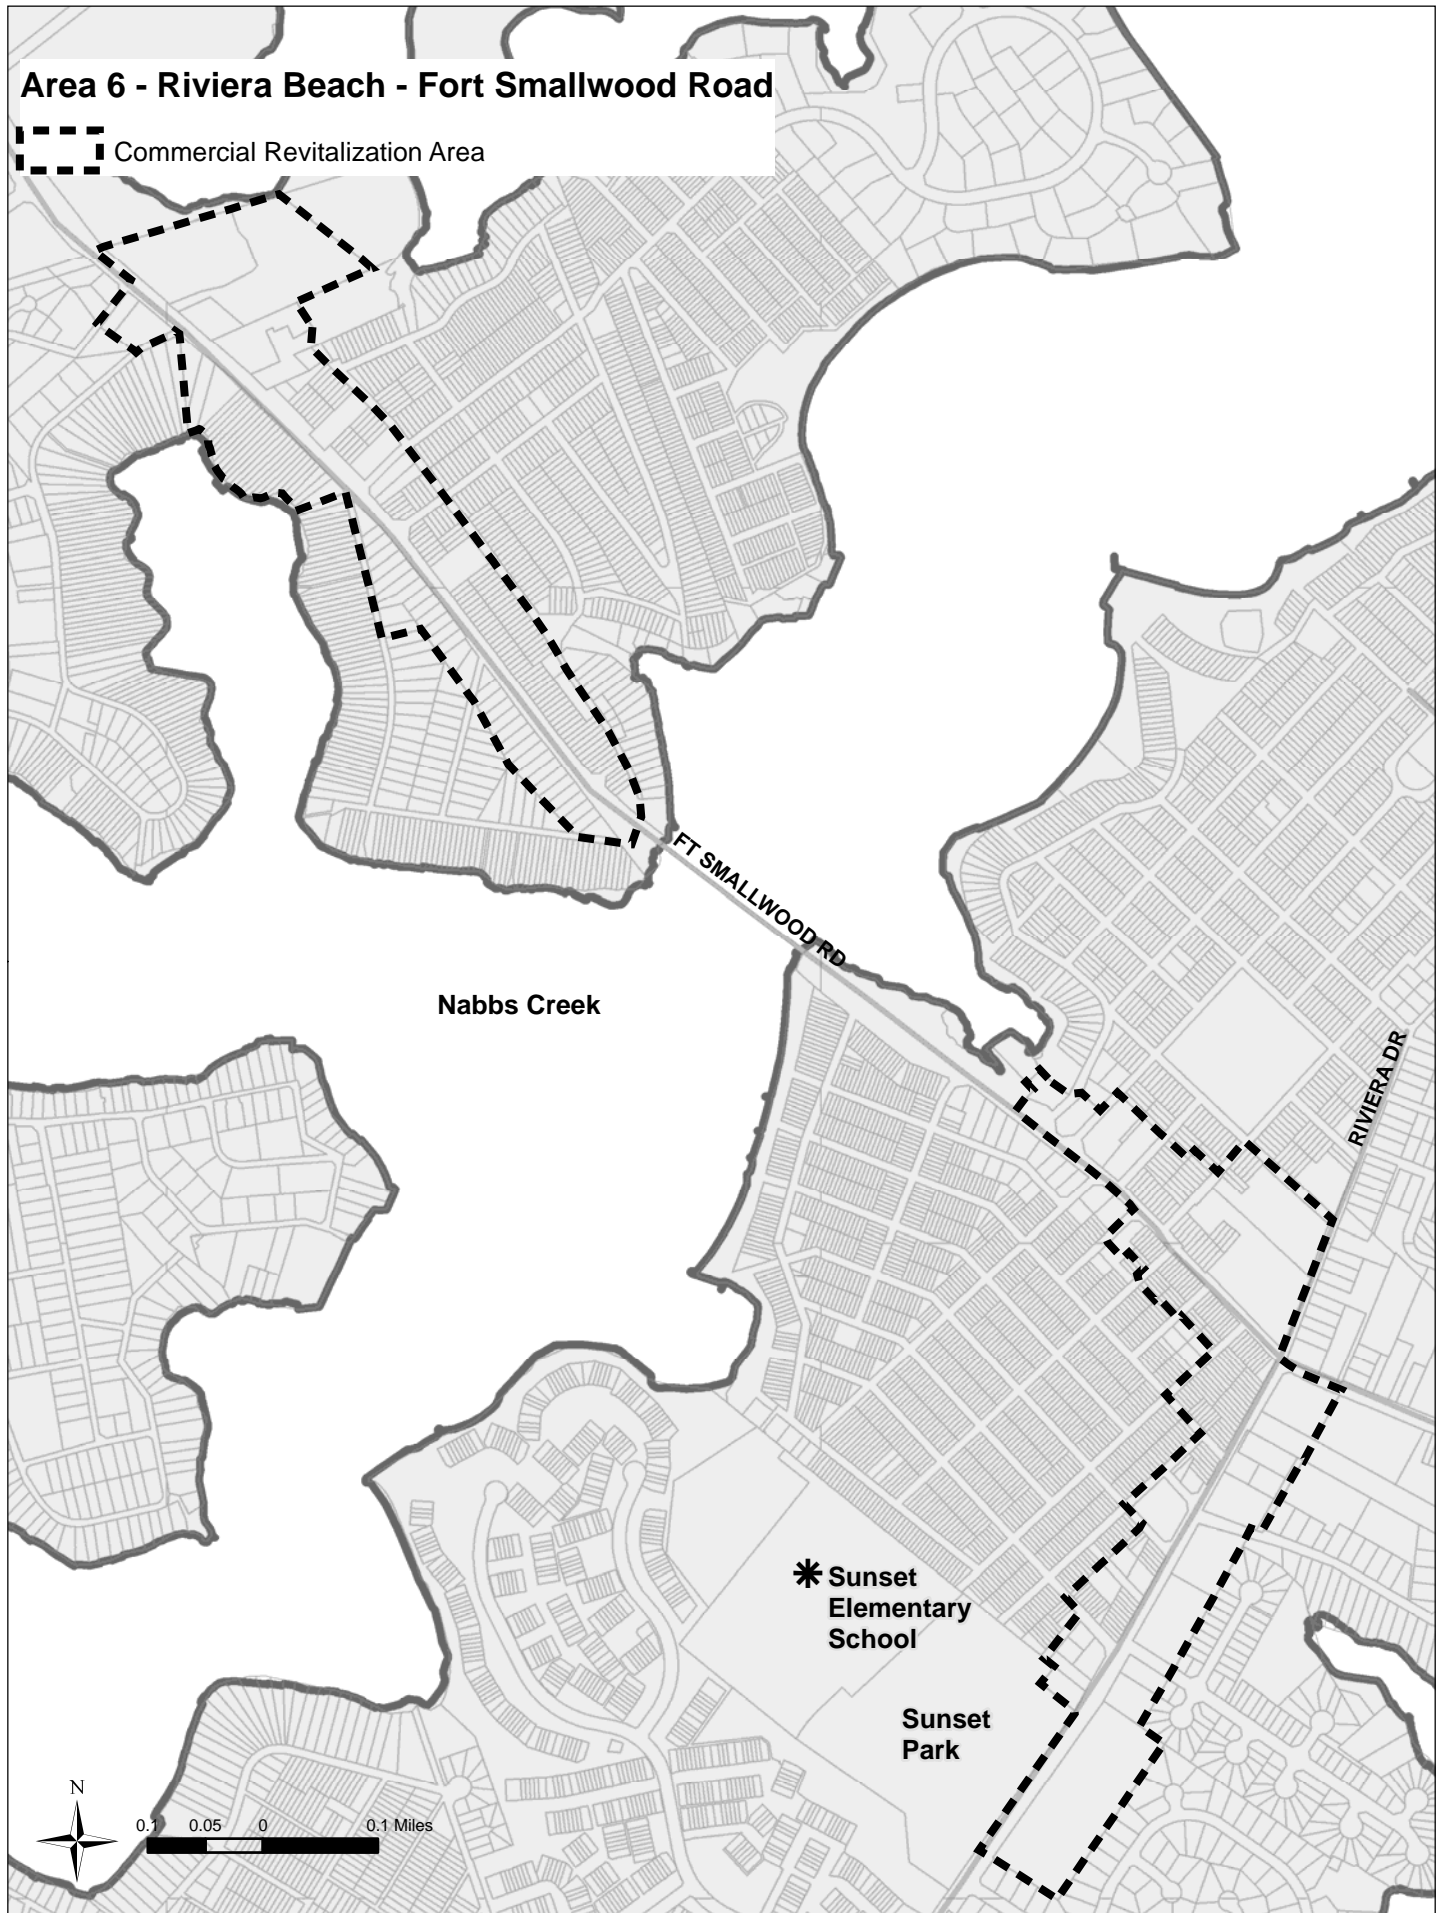 Area 6 - Riviera Beach - Fort Smallwood Road
Commercial Revitalization Area
FT SMALLWOOD RD
Nabbs Creek
RIVIERA DR
Sunset
Elementary
School
Sunset
Park
N
0.1 0.05 0 0.1 Miles